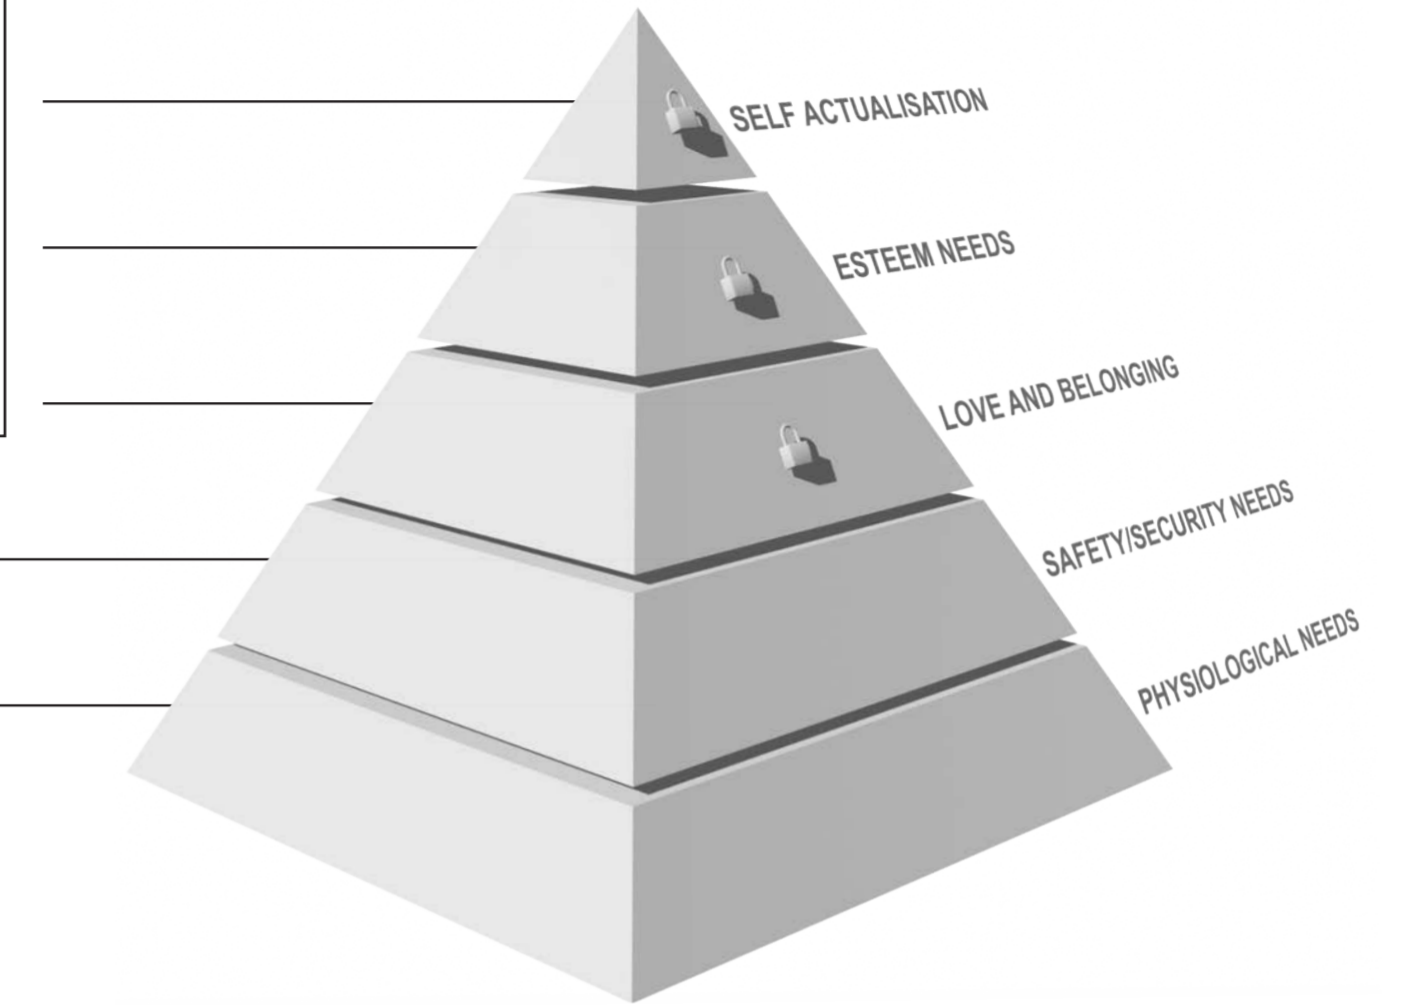 SELF ACTUALISATION
ESTEEM NEEDS
LOVE AND BELONGING
SAFETY/SECURITY NEEDS
PHYSIOLOGICAL NEEDS